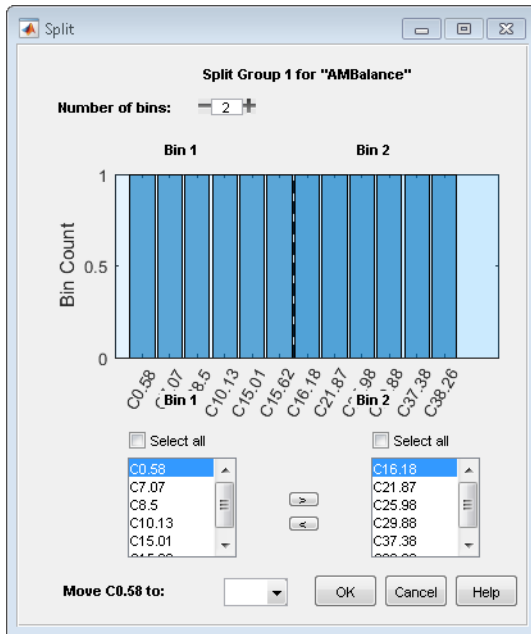 Split
Split Group 1 for "AMBalance"
Number of bins: 2
Bin 1 Bin 2
1
0.5
0
Bin Count
C0.58 C8.5 C10.13 C15.01 C15.62 C16.18 C21.87 C37.38 C38.26
Bin 1 Bin 2
Select all Select all
C0.58 C16.18
C7.07 C21.87
C8.5 C25.98
C10.13 C29.88
C15.01 C37.38
Move C0.58 to: OK Cancel Help